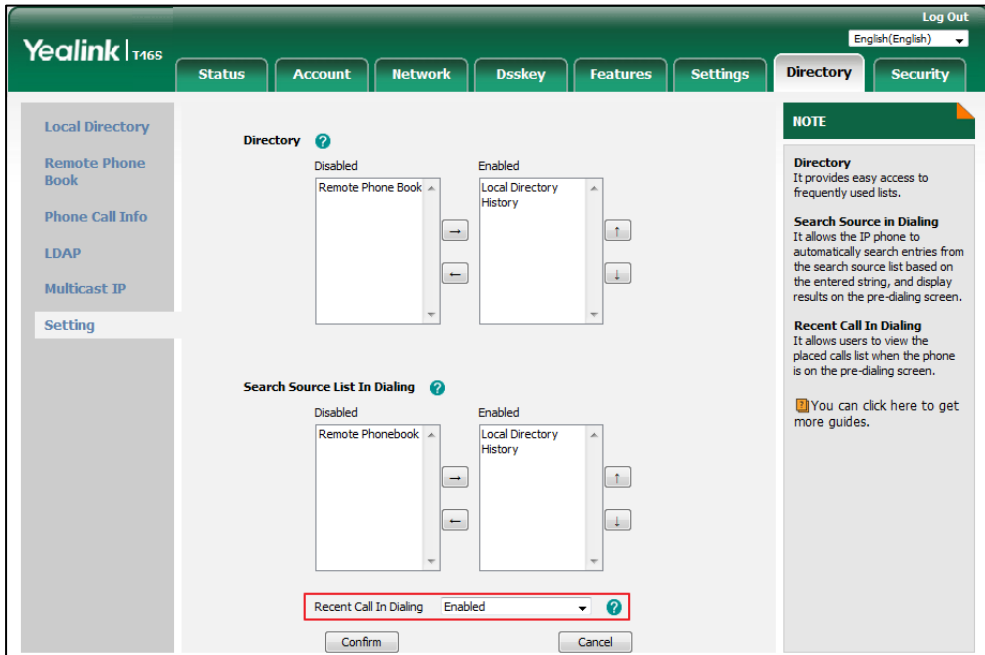 Log Out
English(English)
Yealink | T46S
Status Account Network Dsskey Features Settings Directory Security
Local Directory
Remote Phone
Book
Phone Call Info
LDAP
Multicast IP
Setting
Directory ?
Disabled Enabled
Remote Phone Book
→
←
Local Directory
History
↑
↓
Search Source List In Dialing ?
Disabled Enabled
Remote Phonebook
→
←
Local Directory
History
↑
↓
Recent Call In Dialing Enabled ?
Confirm Cancel
NOTE
Directory
It provides easy access to
frequently used lists.
Search Source in Dialing
It allows the IP phone to
automatically search entries from
the search source list based on
the entered string, and display
results on the pre-dialing screen.
Recent Call In Dialing
It allows users to view the
placed calls list when the phone
is on the pre-dialing screen.
? You can click here to get
more guides.